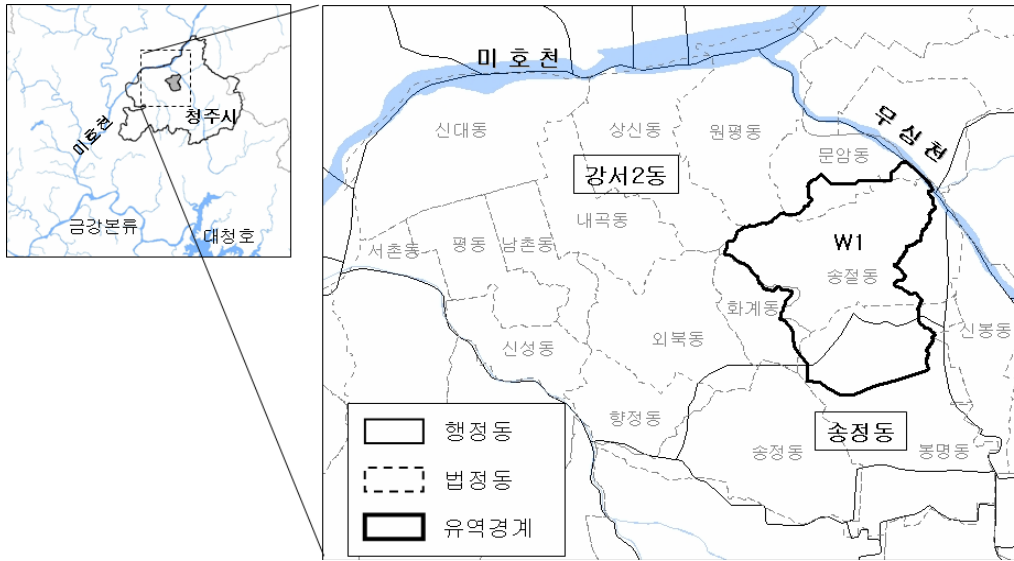 청주시
미호천
금강본류
대청호
미호천
무심천
신대동
상신동
원평동
문암동
강서2동
내곡동
서촌동
평동
남촌동
W1
송절동
화계동
신봉동
신성동
외북동
향정동
송정동
송정동
봉명동
행정동
법정동
유역경계